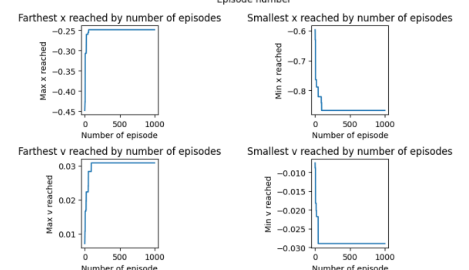 Episode number
Farthest x reached by number of episodes
Max x reached
−0.25
−0.30
−0.35
−0.40
−0.45
0 500 1000
Number of episode
Smallest x reached by number of episodes
Min x reached
−0.6
−0.7
−0.8
0 500 1000
Number of episode
Farthest v reached by number of episodes
Max v reached
0.03
0.02
0.01
0 500 1000
Number of episode
Smallest v reached by number of episodes
Min v reached
−0.010
−0.015
−0.020
−0.025
−0.030
0 500 1000
Number of episode